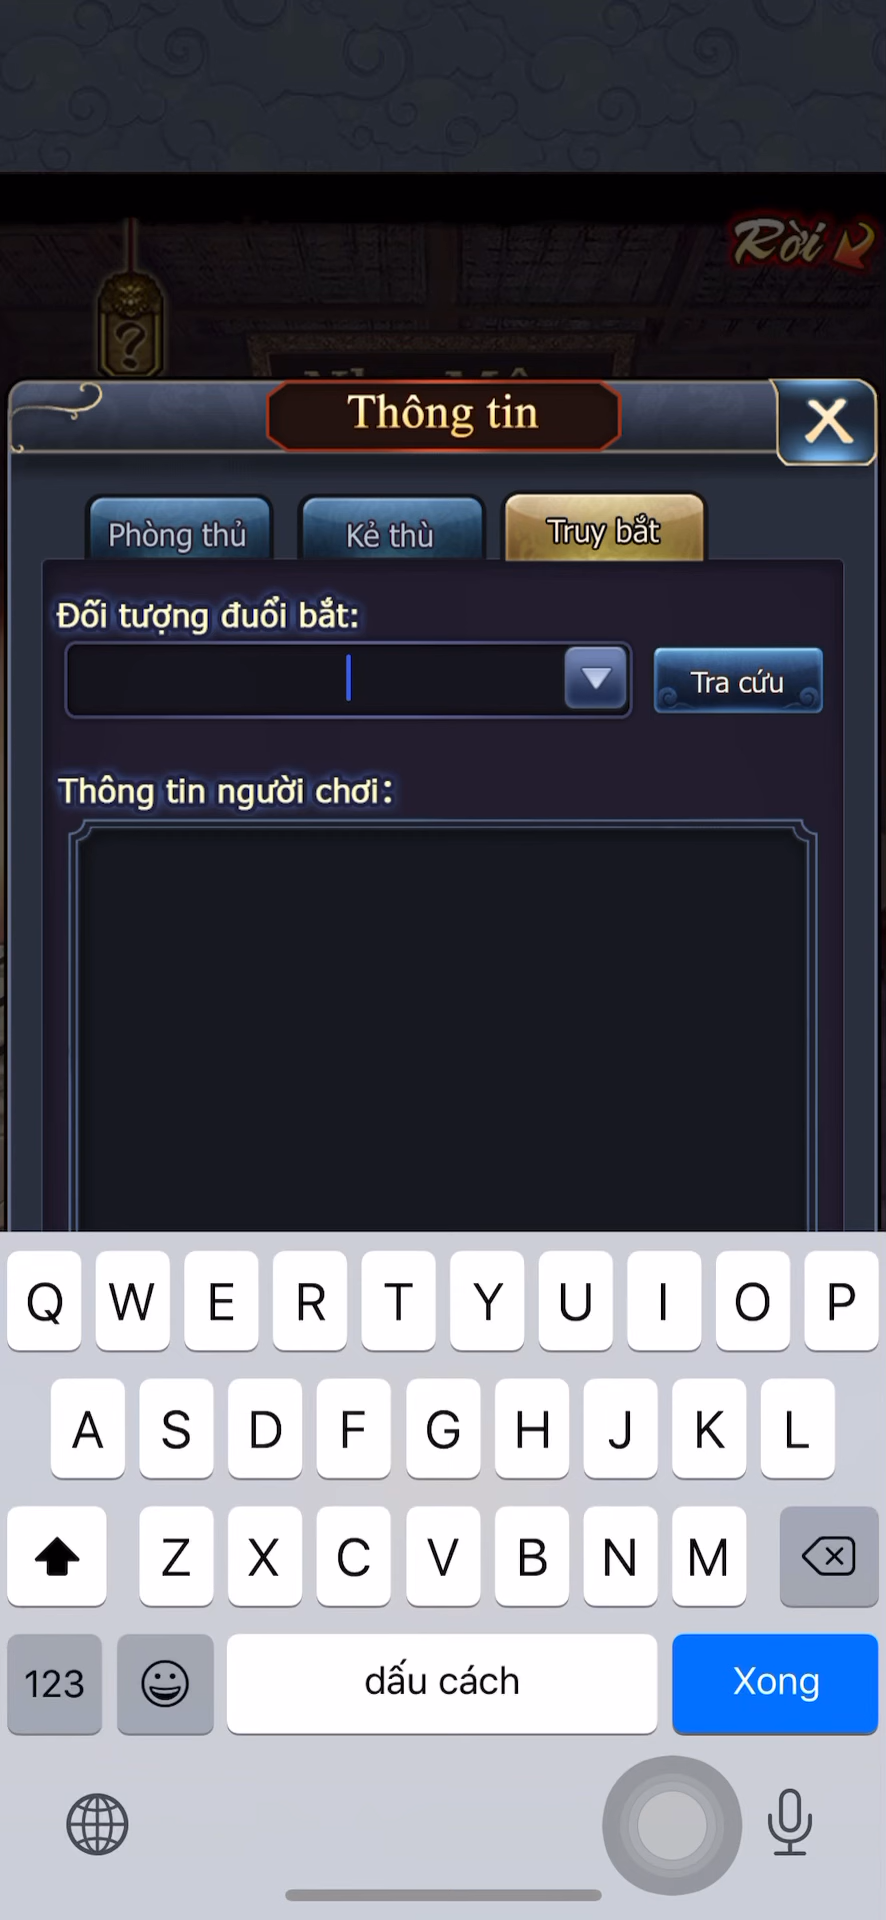 Rời
?
Thông tin
Phòng thủ
Kẻ thù
Truy bắt
Đối tượng đuổi bắt:
Tra cứu
Thông tin người chơi:
Q W E R T Y U I O P
A S D F G H J K L
Z X C V B N M
123
dấu cách
Xong